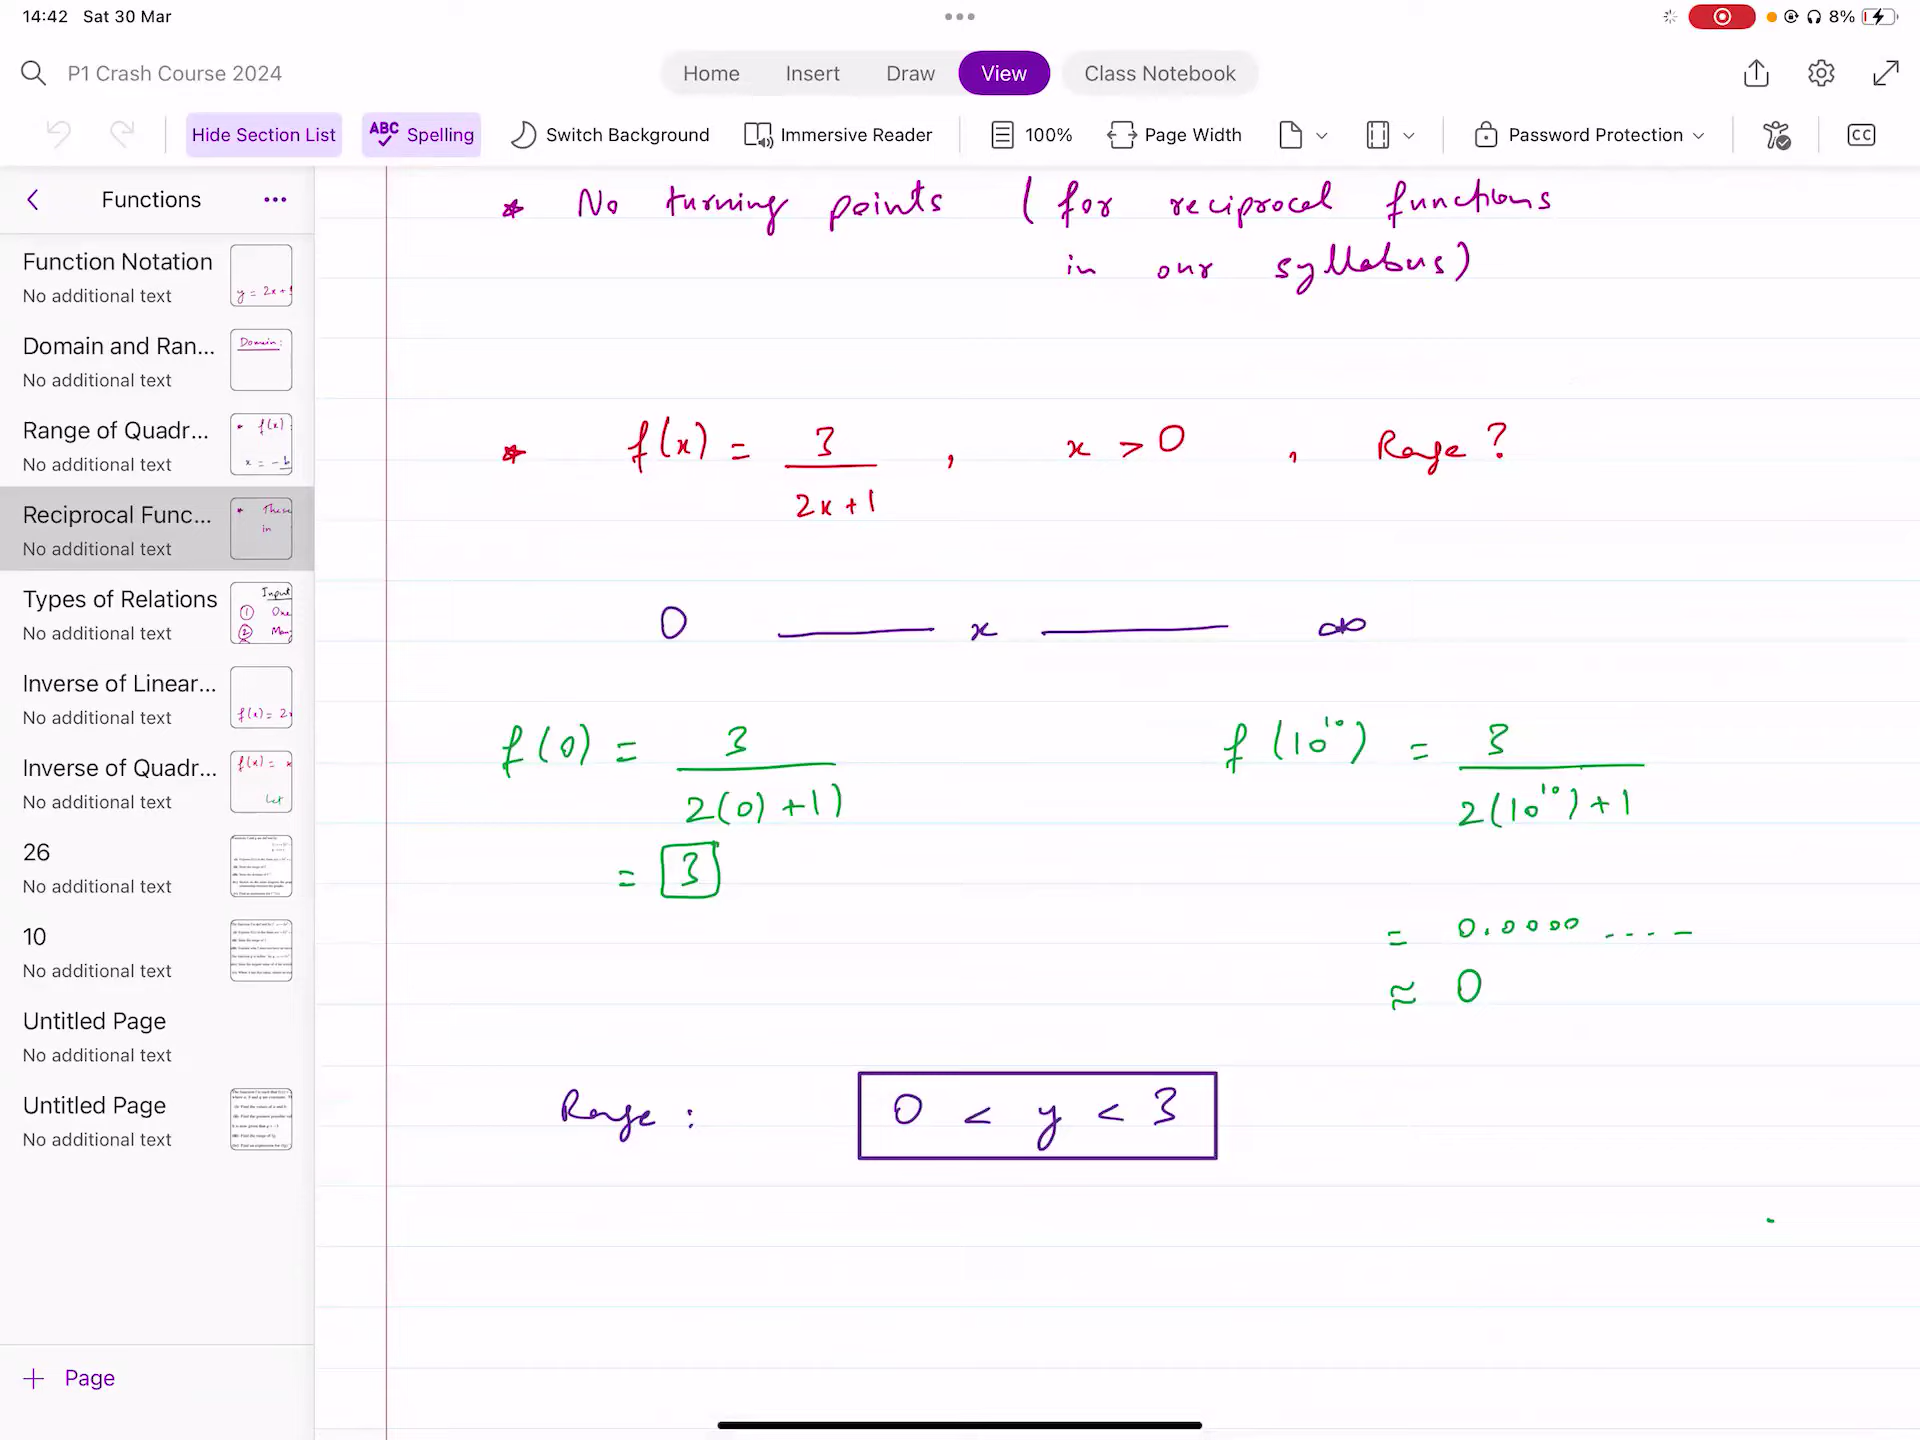 14:42 Sat 30 Mar
8%
P1 Crash Course 2024
Home Insert Draw View Class Notebook
Hide Section List ABC Spelling Switch Background Immersive Reader 100% Page Width Password Protection CC
Functions
Function Notation
No additional text
Domain and Ran...
No additional text
Range of Quadr...
No additional text
Reciprocal Func...
No additional text
Types of Relations
No additional text
Inverse of Linear...
No additional text
Inverse of Quadr...
No additional text
26
No additional text
10
No additional text
Untitled Page
No additional text
Untitled Page
No additional text
+ Page
* No turning points (for reciprocal functions
in our syllabus)
* f(x) = 3 / 2x+1 , x > 0 , Range?
0 —— x —— ∞
f(0) = 3 / 2(0)+1)
= 3
f(10^10) = 3 / 2(10^10)+1
= 0.0000 .....
≈ 0
Range: 0 < y < 3